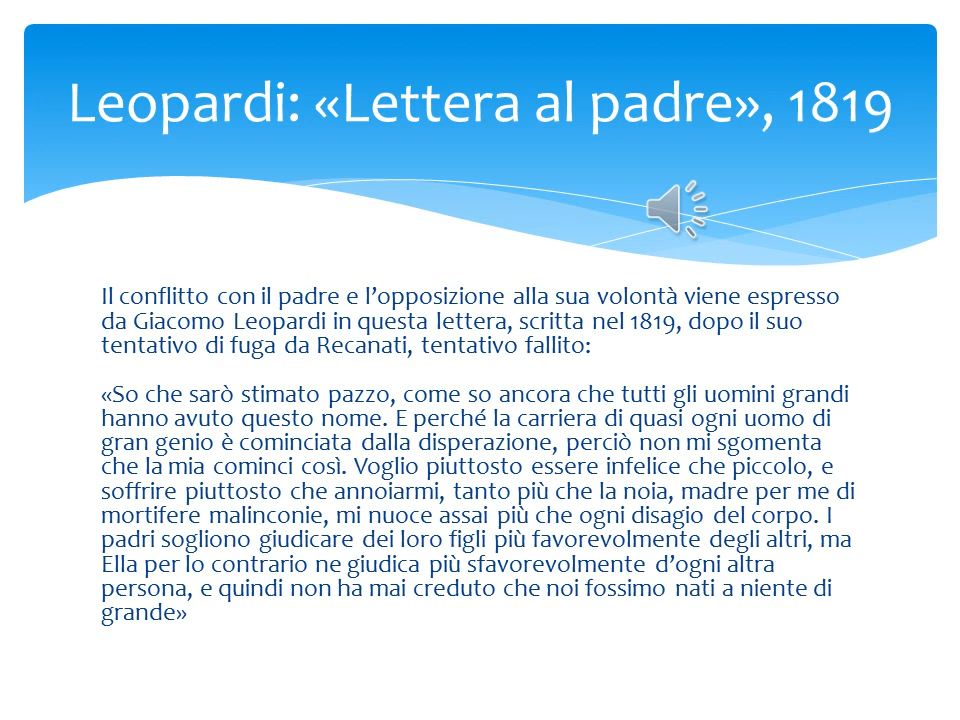 Leopardi: «Lettera al padre», 1819
Il conflitto con il padre e l’opposizione alla sua volontà viene espresso
da Giacomo Leopardi in questa lettera, scritta nel 1819, dopo il suo
tentativo di fuga da Recanati, tentativo fallito:
«So che sarò stimato pazzo, come so ancora che tutti gli uomini grandi
hanno avuto questo nome. E perché la carriera di quasi ogni uomo di
gran genio è cominciata dalla disperazione, perciò non mi sgomenta
che la mia cominci così. Voglio piuttosto essere infelice che piccolo, e
soffrire piuttosto che annoiarmi, tanto più che la noia, madre per me di
mortifere malinconie, mi nuoce assai più che ogni disagio del corpo. I
padri sogliono giudicare dei loro figli più favorevolmente degli altri, ma
Ella per lo contrario ne giudica più sfavorevolmente d’ogni altra
persona, e quindi non ha mai creduto che noi fossimo nati a niente di
grande»